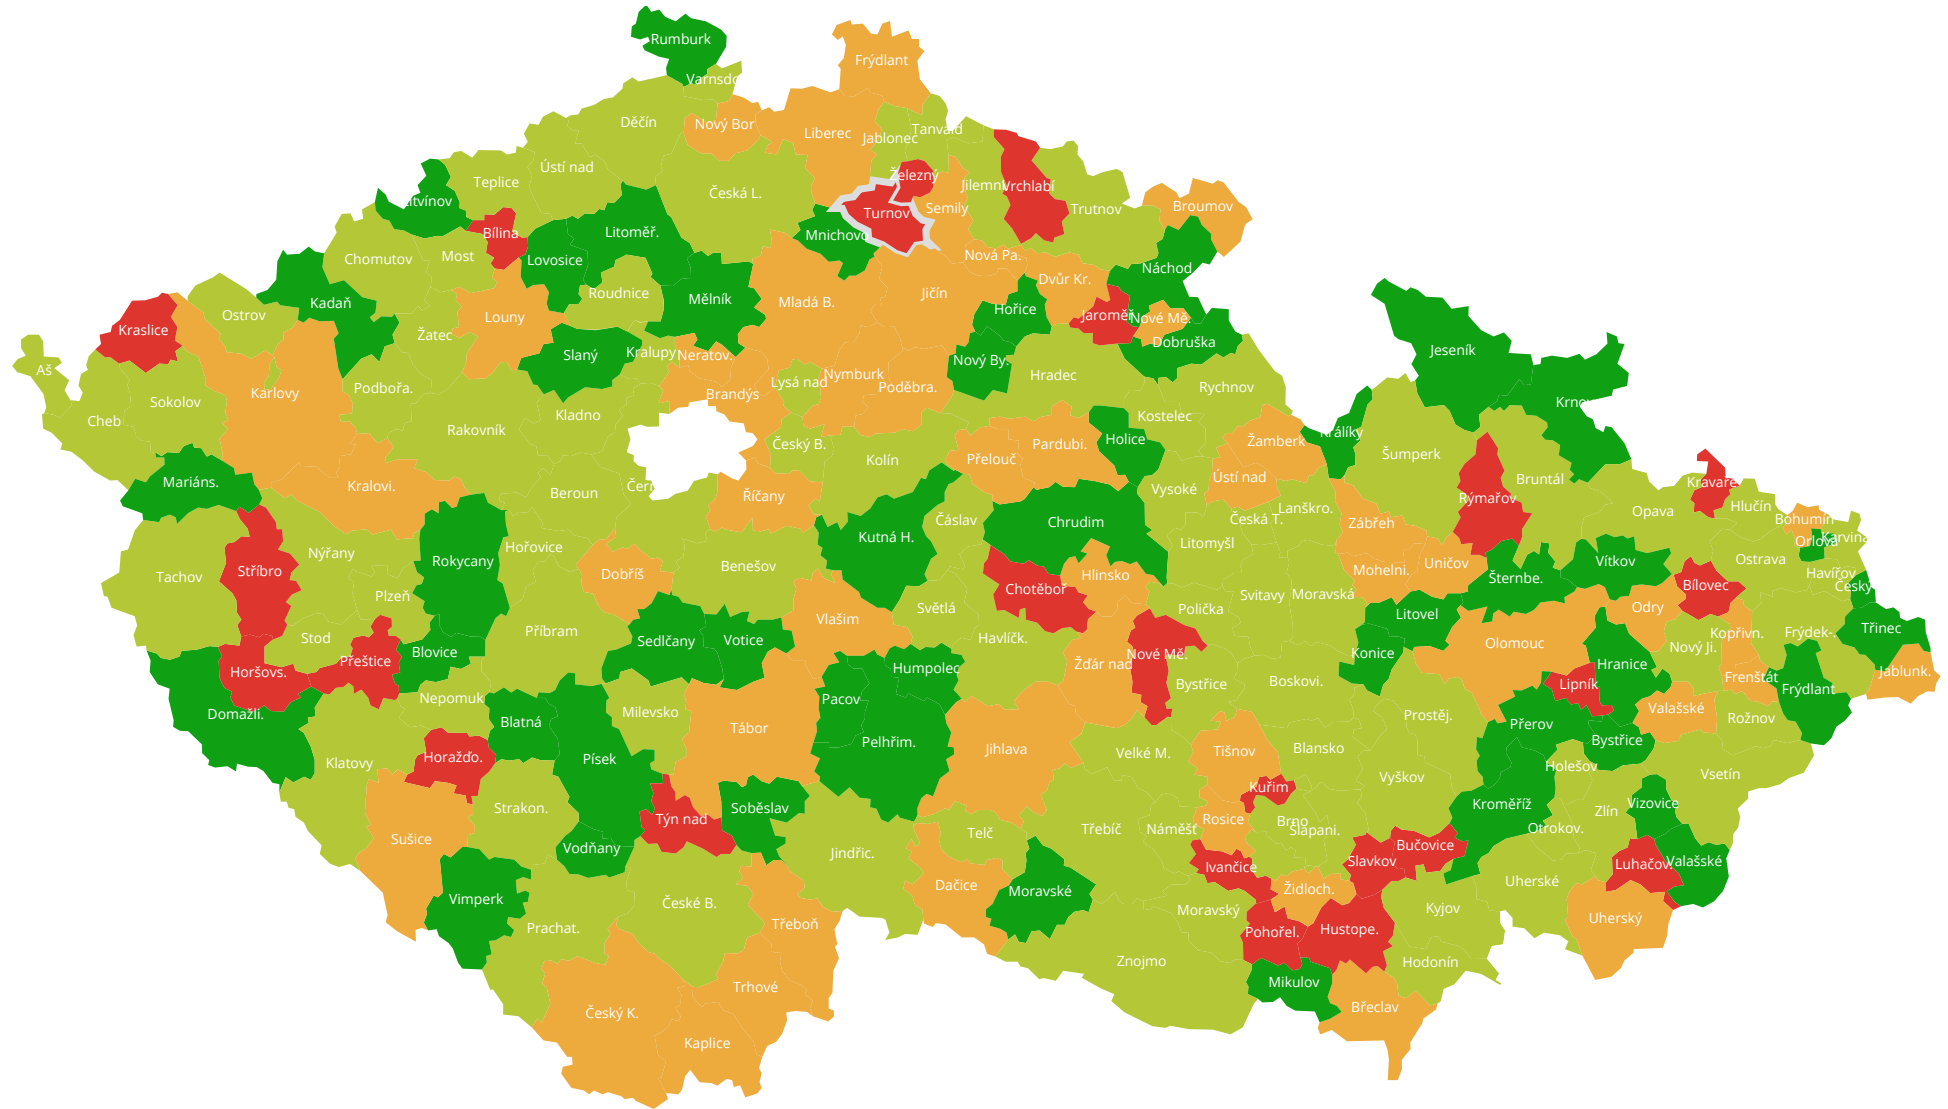 Rumburk
Frýdlant
Varnsdo
Děčín
Nový Bor
Liberec
Jablonec
Tanvald
Ústí nad
Teplice
Česká L.
Železný
Jilemni
Vrchlabí
Litvínov
Turnov
Semily
Trutnov
Broumov
Bílina
Litoměř.
Mnichovo
Chomutov
Most
Lovosice
Nová Pa.
Náchod
Kadaň
Roudnice
Mělník
Mladá B.
Jičín
Dvůr Kr.
Kraslice
Ostrov
Louny
Hořice
Jaroměř
Nové Mě.
Žatec
Slaný
Kralupy
Neratov.
Dobruška
Jeseník
Aš
Nový By.
Karlovy
Podbořa.
Brandýs
Lysá nad
Nymburk
Poděbra.
Hradec
Rychnov
Sokolov
Cheb
Rakovník
Kladno
Kostelec
Krnov
Český B.
Pardubi.
Holice
Žamberk
Králíky
Šumperk
Kolín
Přelouč
Mariáns.
Kralovi.
Beroun
Čern
Říčany
Vysoké
Ústí nad
Rýmařov
Bruntál
Kravaře
Čáslav
Chrudim
Česká T.
Lanškro.
Zábřeh
Opava
Hlučín
Bohumín
Kutná H.
Litomyšl
Orlová
Karviná
Nýřany
Hořovice
Rokycany
Benešov
Hlinsko
Mohelni.
Uničov
Vítkov
Ostrava
Tachov
Stříbro
Dobříš
Chotěboř
Šternbe.
Bílovec
Havířov
Český
Plzeň
Světlá
Polička
Svitavy
Moravská
Litovel
Odry
Stod
Příbram
Sedlčany
Votice
Vlašim
Havlíčk.
Olomouc
Kopřivn.
Frýdek-.
Třinec
Přeštice
Blovice
Humpolec
Žďár nad
Nové Mě.
Konice
Hranice
Nový Ji.
Horšovs.
Nepomuk
Pacov
Bystřice
Boskovi.
Lipník
Frenštát
Frýdlant
Jablunk.
Domažli.
Blatná
Milevsko
Tábor
Pelhřim.
Prostěj.
Přerov
Valašské
Rožnov
Klatovy
Horažďo.
Písek
Jihlava
Velké M.
Tišnov
Blansko
Bystřice
Holešov
Vsetín
Strakon.
Týn nad
Soběslav
Kuřim
Vyškov
Kroměříž
Vizovice
Sušice
Vodňany
Telč
Třebíč
Náměšť
Rosice
Brno
Šlapani.
Otrokov.
Zlín
Jindřic.
Ivančice
Slavkov
Bučovice
Luhačov.
Valašské
Vimperk
České B.
Dačice
Moravské
Židloch.
Uherské
Prachat.
Třeboň
Moravský
Pohořel.
Hustope.
Kyjov
Uherský
Znojmo
Hodonín
Trhové
Mikulov
Český K.
Břeclav
Kaplice